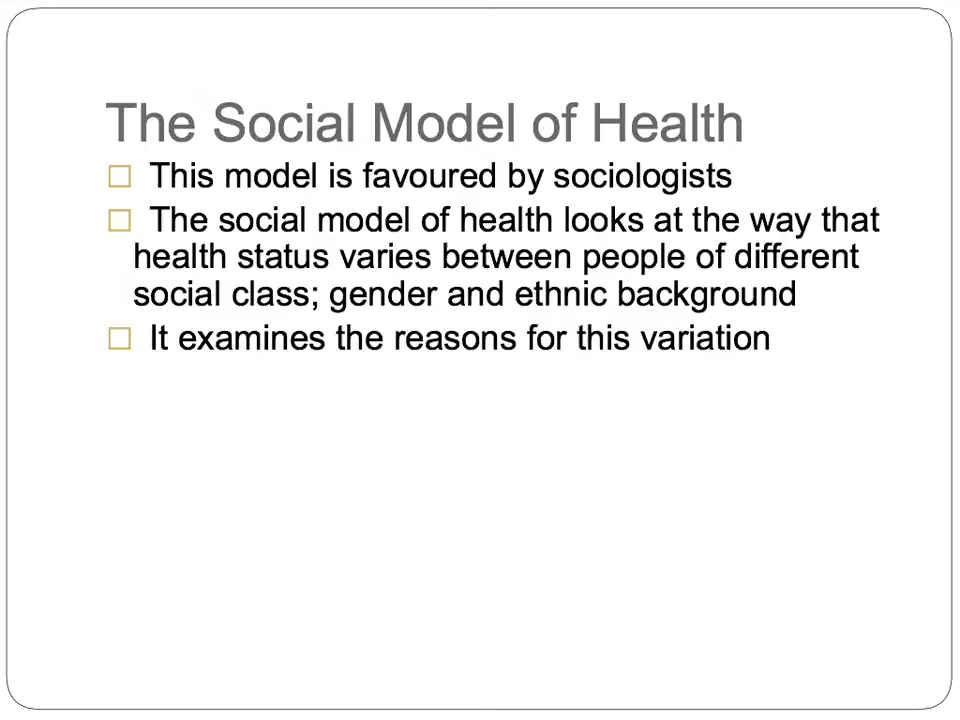 The Social Model of Health
This model is favoured by sociologists
The social model of health looks at the way that
health status varies between people of different
social class; gender and ethnic background
It examines the reasons for this variation